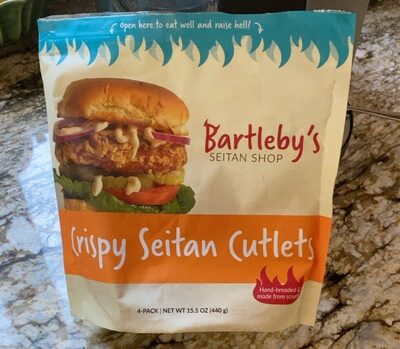 Open here to eat well and raise hell!
Bartleby's
SEITAN SHOP
Crispy Seitan Cutlets
Hand-breaded &
made from scratch
4-PACK | NET WT 15.5 OZ (440 g)